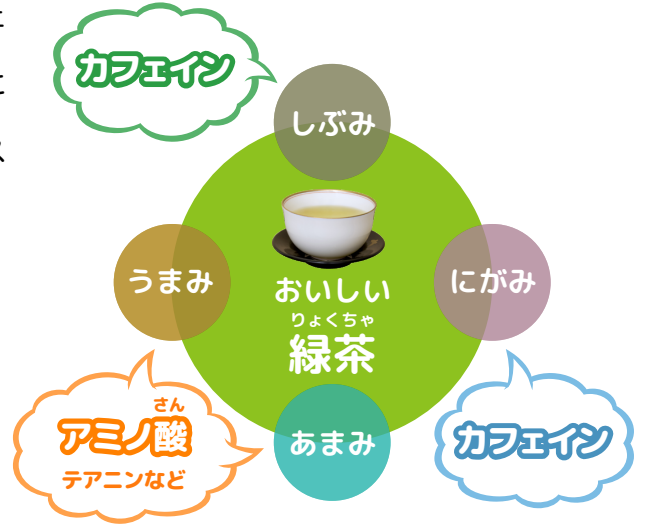 カフェイン
しぶみ
うまみ
にがみ
おいしい
りょくちゃ
緑茶
さん
アミノ酸
テアニンなど
あまみ
カフェイン